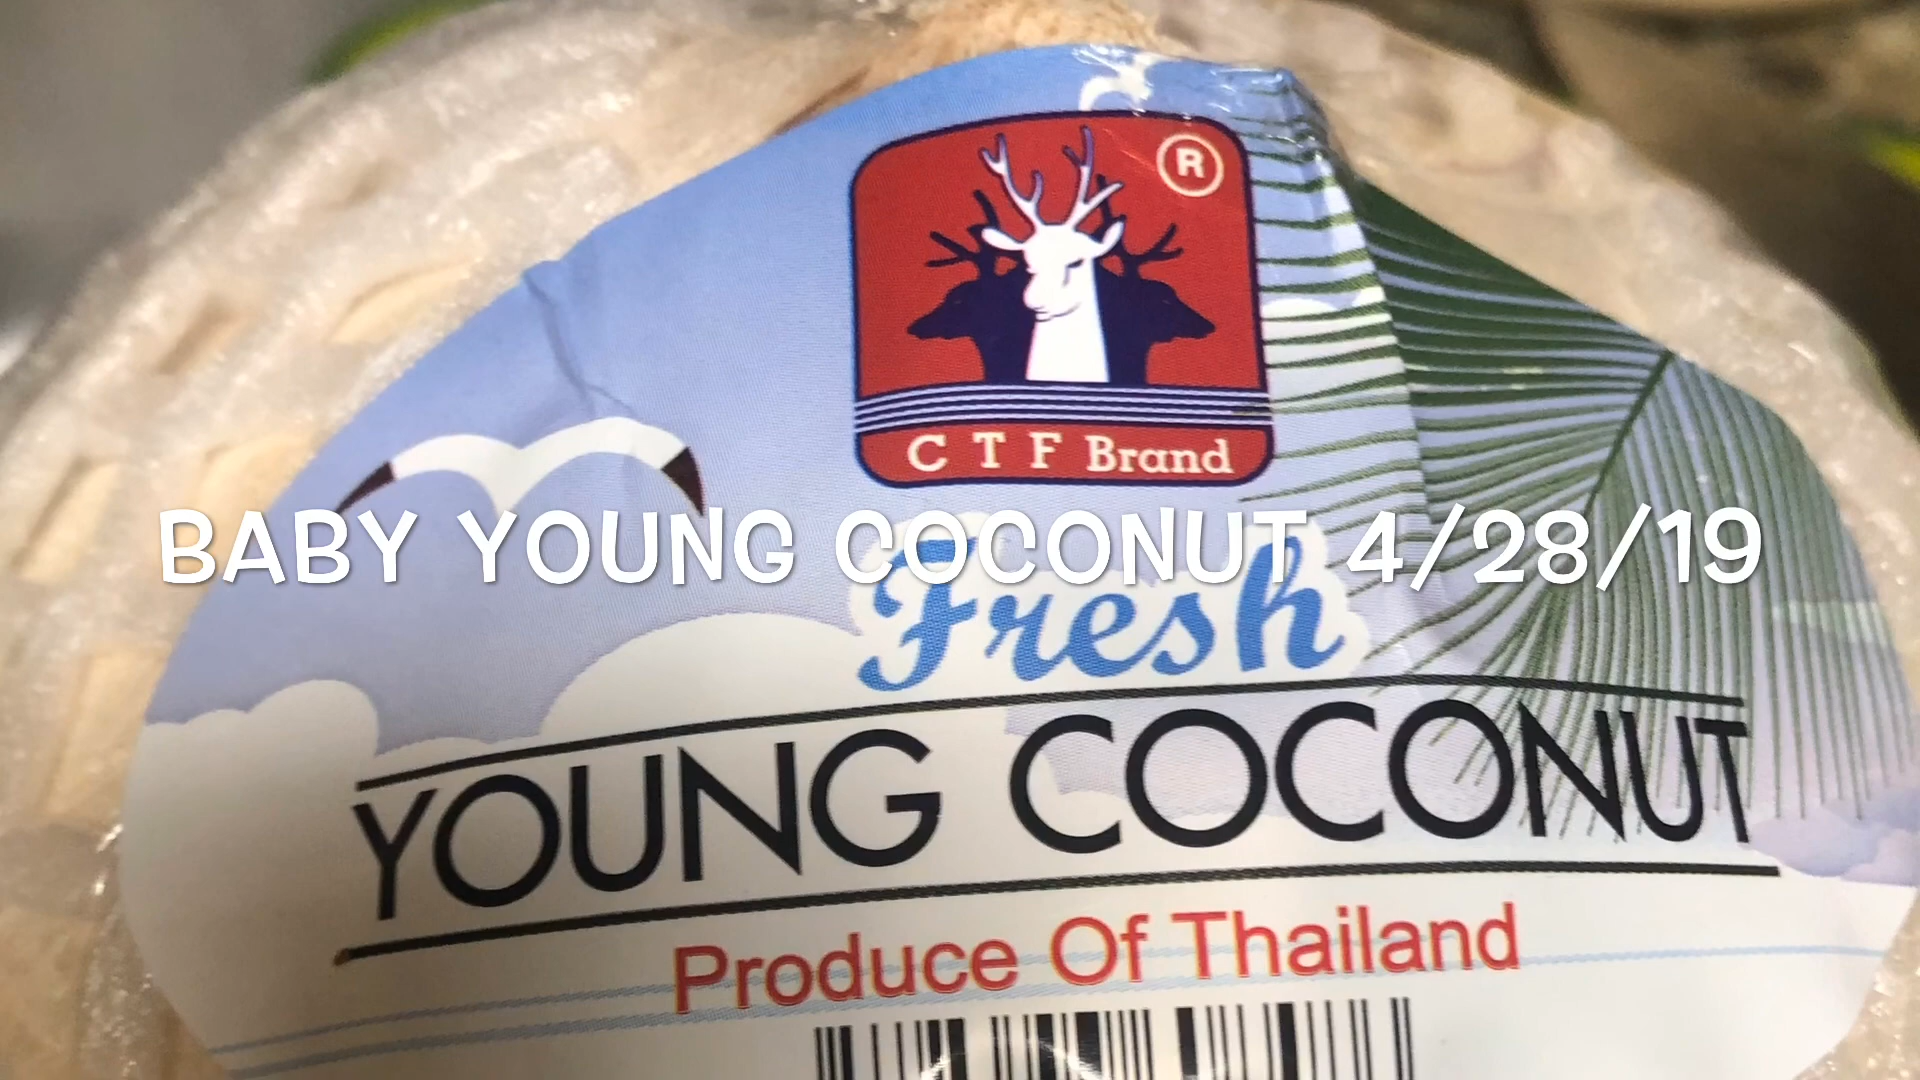 ®
C T F Brand
BABY YOUNG COCONUT 4/28/19
Fresh
YOUNG COCONUT
Produce Of Thailand